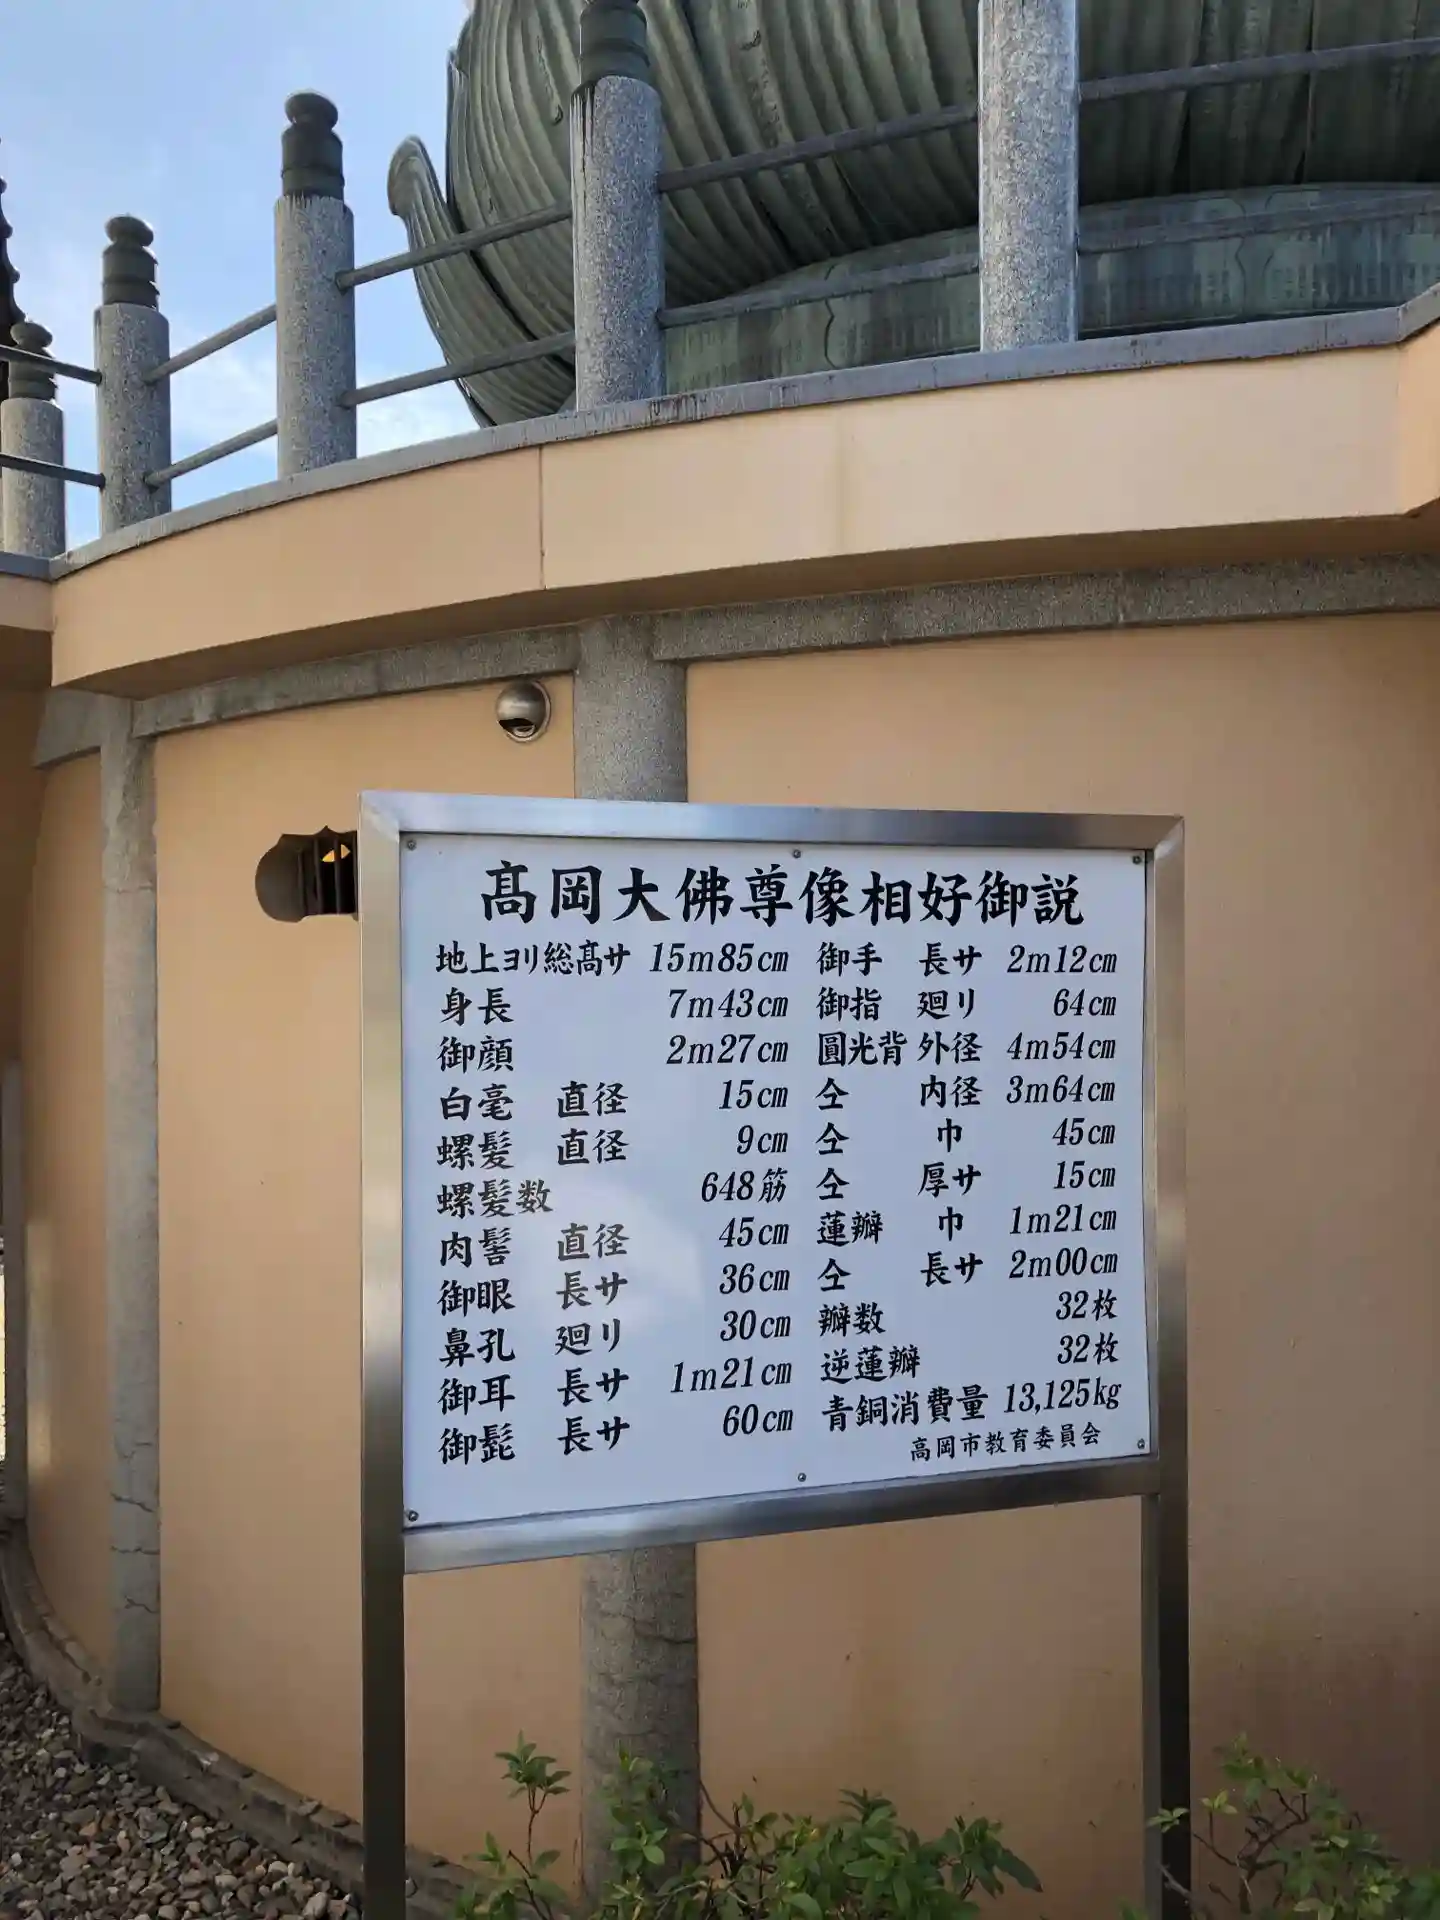 髙岡大佛尊像相好御説
地上ヨリ総髙サ 15m85cm
身長 7m43cm
御顔 2m27cm
白毫 直径 15cm
螺髪 直径 9cm
螺髪数 648筋
肉髻 直径 45cm
御眼 長サ 36cm
鼻孔 廻リ 30cm
御耳 長サ 1m21cm
御髭 長サ 60cm
御手 長サ 2m12cm
御指 廻リ 64cm
圓光背 外径 4m54cm
仝 内径 3m64cm
仝 巾 45cm
仝 厚サ 15cm
蓮瓣 巾 1m21cm
仝 長サ 2m00cm
瓣数 32枚
逆蓮瓣 32枚
青銅消費量 13,125kg
高岡市教育委員会